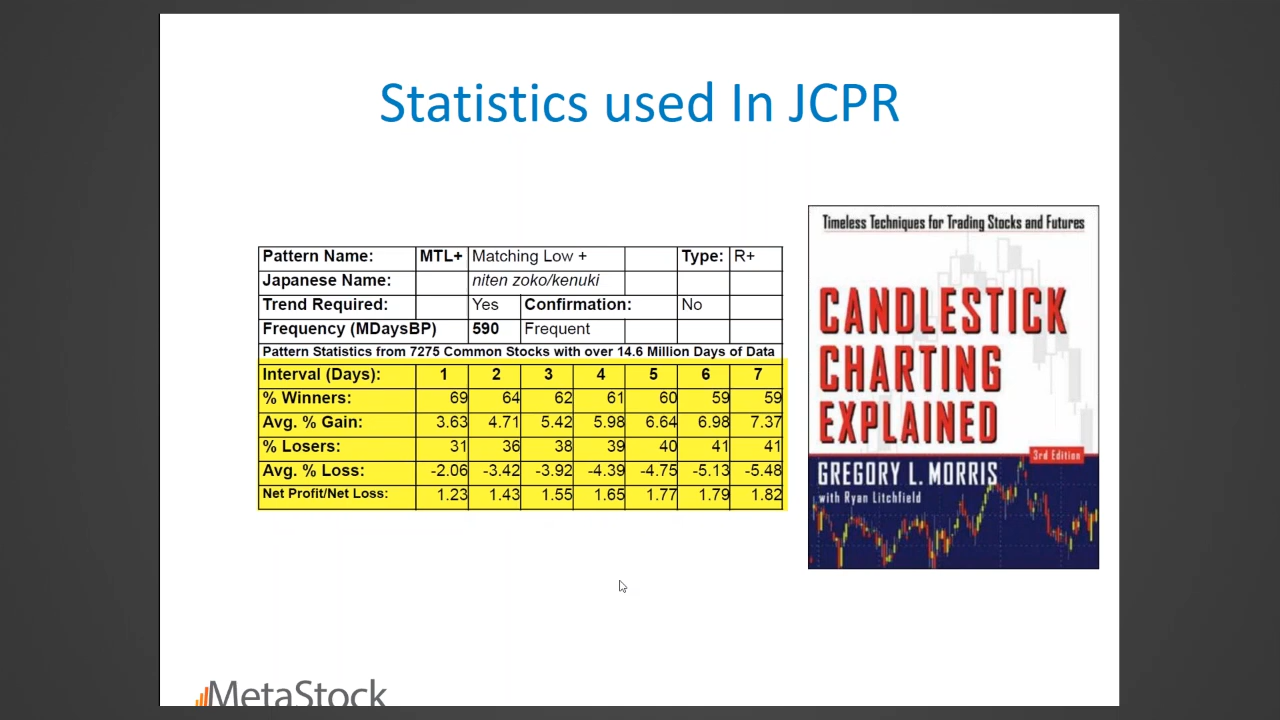 Statistics used In JCPR
Pattern Name: MTL+ Matching Low + Type: R+
Japanese Name: niten zoko/kenuki
Trend Required: Yes Confirmation: No
Frequency (MDaysBP) 590 Frequent
Pattern Statistics from 7275 Common Stocks with over 14.6 Million Days of Data
Interval (Days): 1 2 3 4 5 6 7
% Winners: 69 64 62 61 60 59 59
Avg. % Gain: 3.63 4.71 5.42 5.98 6.64 6.98 7.37
% Losers: 31 36 38 39 40 41 41
Avg. % Loss: -2.06 -3.42 -3.92 -4.39 -4.75 -5.13 -5.48
Net Profit/Net Loss: 1.23 1.43 1.55 1.65 1.77 1.79 1.82
Timeless Techniques for Trading Stocks and Futures
CANDLESTICK
CHARTING
EXPLAINED
3rd Edition
GREGORY L. MORRIS
with Ryan Litchfield
MetaStock